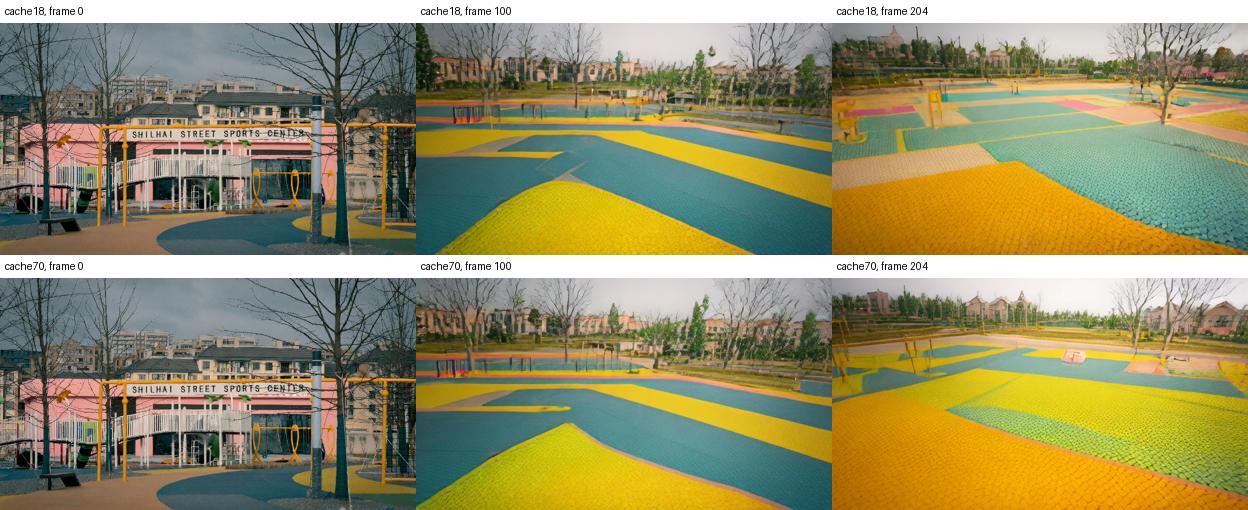 cache18, frame 0
cache18, frame 100
cache18, frame 204
SHILHAI STREET SPORTS CENTER
cache70, frame 0
cache70, frame 100
cache70, frame 204
SHILHAI STREET SPORTS CENTER